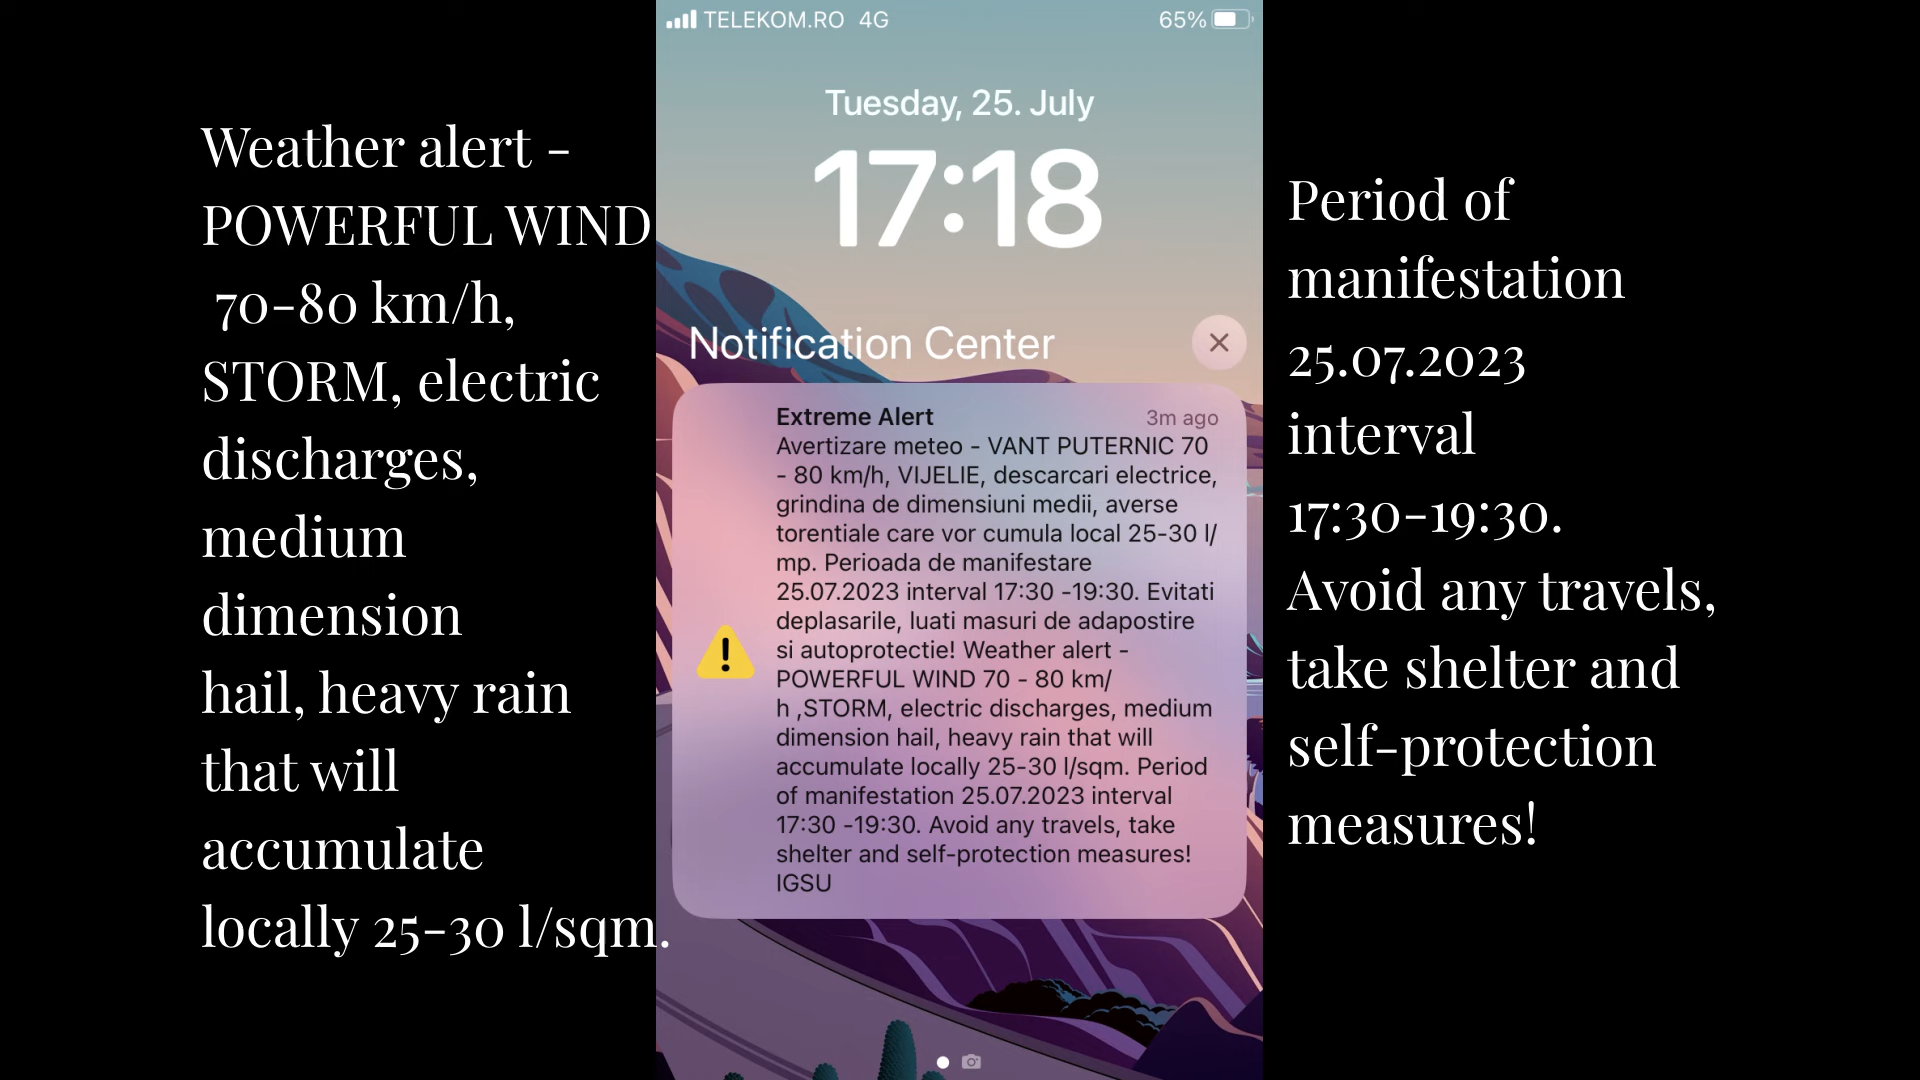 Weather alert -
POWERFUL WIND
70-80 km/h,
STORM, electric
discharges,
medium
dimension
hail, heavy rain
that will
accumulate
locally 25-30 l/sqm.
TELEKOM.RO 4G
65%
Tuesday, 25. July
17:18
Notification Center
Extreme Alert
3m ago
Avertizare meteo - VANT PUTERNIC 70
- 80 km/h, VIJELIE, descarcari electrice,
grindina de dimensiuni medii, averse
torentiale care vor cumula local 25-30 l/
mp. Perioada de manifestare
25.07.2023 interval 17:30 -19:30. Evitati
deplasarile, luati masuri de adapostire
si autoprotectie! Weather alert -
POWERFUL WIND 70 - 80 km/
h ,STORM, electric discharges, medium
dimension hail, heavy rain that will
accumulate locally 25-30 l/sqm. Period
of manifestation 25.07.2023 interval
17:30 -19:30. Avoid any travels, take
shelter and self-protection measures!
IGSU
Period of
manifestation
25.07.2023
interval
17:30-19:30.
Avoid any travels,
take shelter and
self-protection
measures!